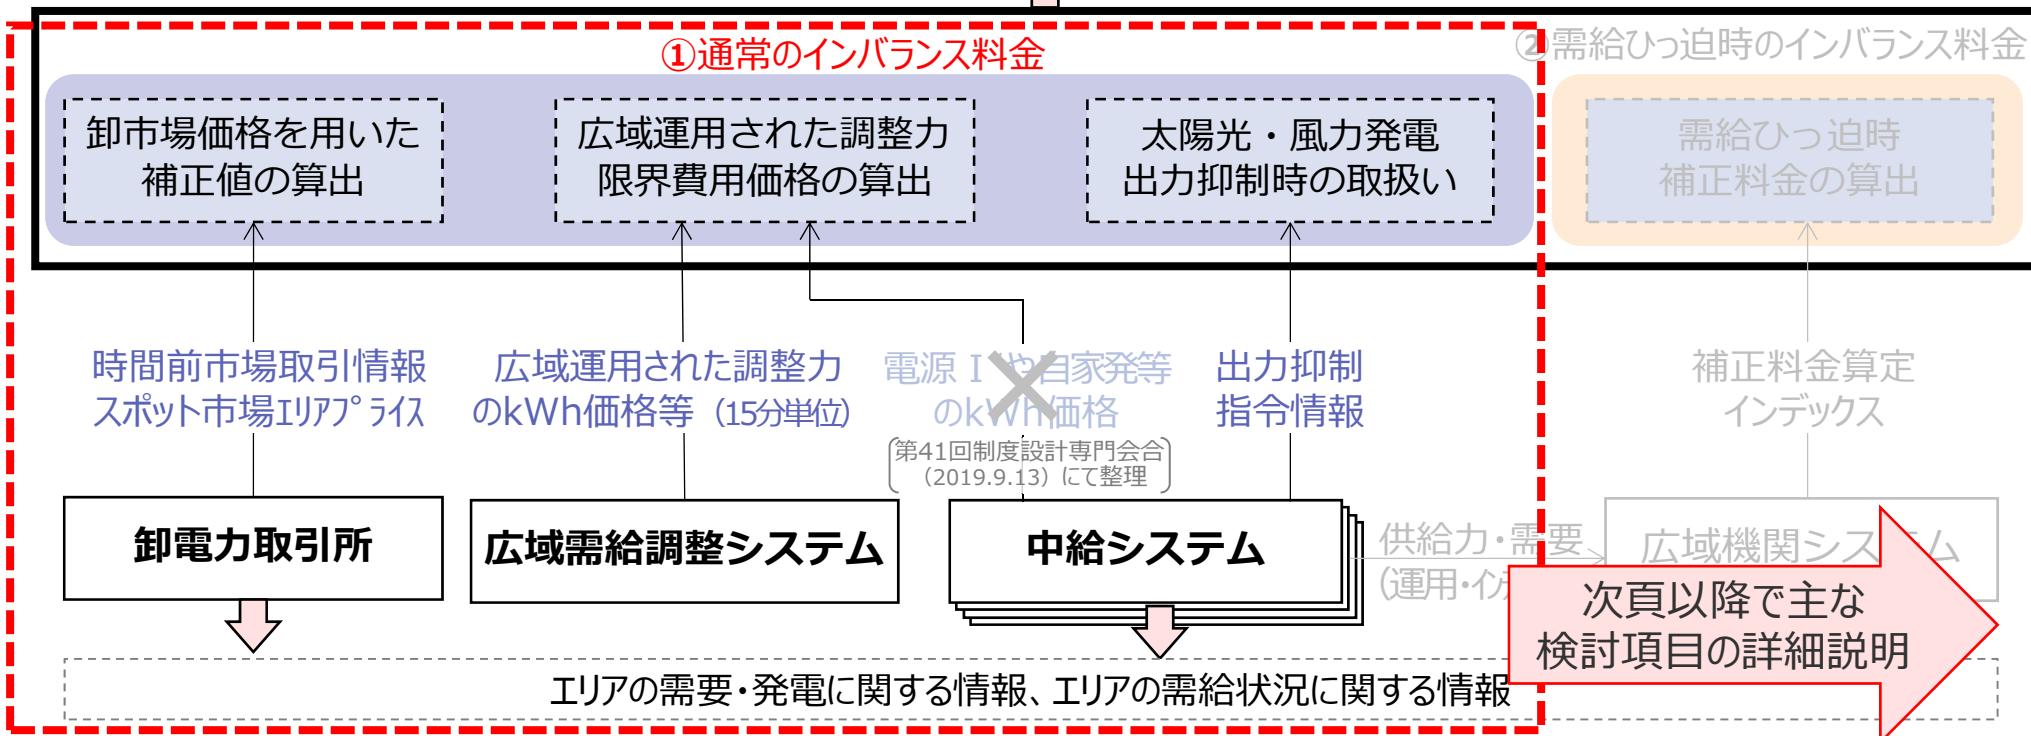 ①通常のインバランス料金
②需給ひっ迫時のインバランス料金
卸市場価格を用いた
補正値の算出
広域運用された調整力
限界費用価格の算出
太陽光・風力発電
出力抑制時の取扱い
需給ひっ迫時
補正料金の算出
時間前市場取引情報
スポット市場ｴﾘｱﾌﾟﾗｲｽ
広域運用された調整力
のkWh価格等（15分単位）
電源Ⅰや自家発等
のkWh価格
第41回制度設計専門会合
（2019.9.13）にて整理
出力抑制
指令情報
補正料金算定
インデックス
卸電力取引所
広域需給調整システム
中給システム
供給力・需要
(運用・ｲﾝ
広域機関システム
次頁以降で主な
検討項目の詳細説明
エリアの需要・発電に関する情報、エリアの需給状況に関する情報